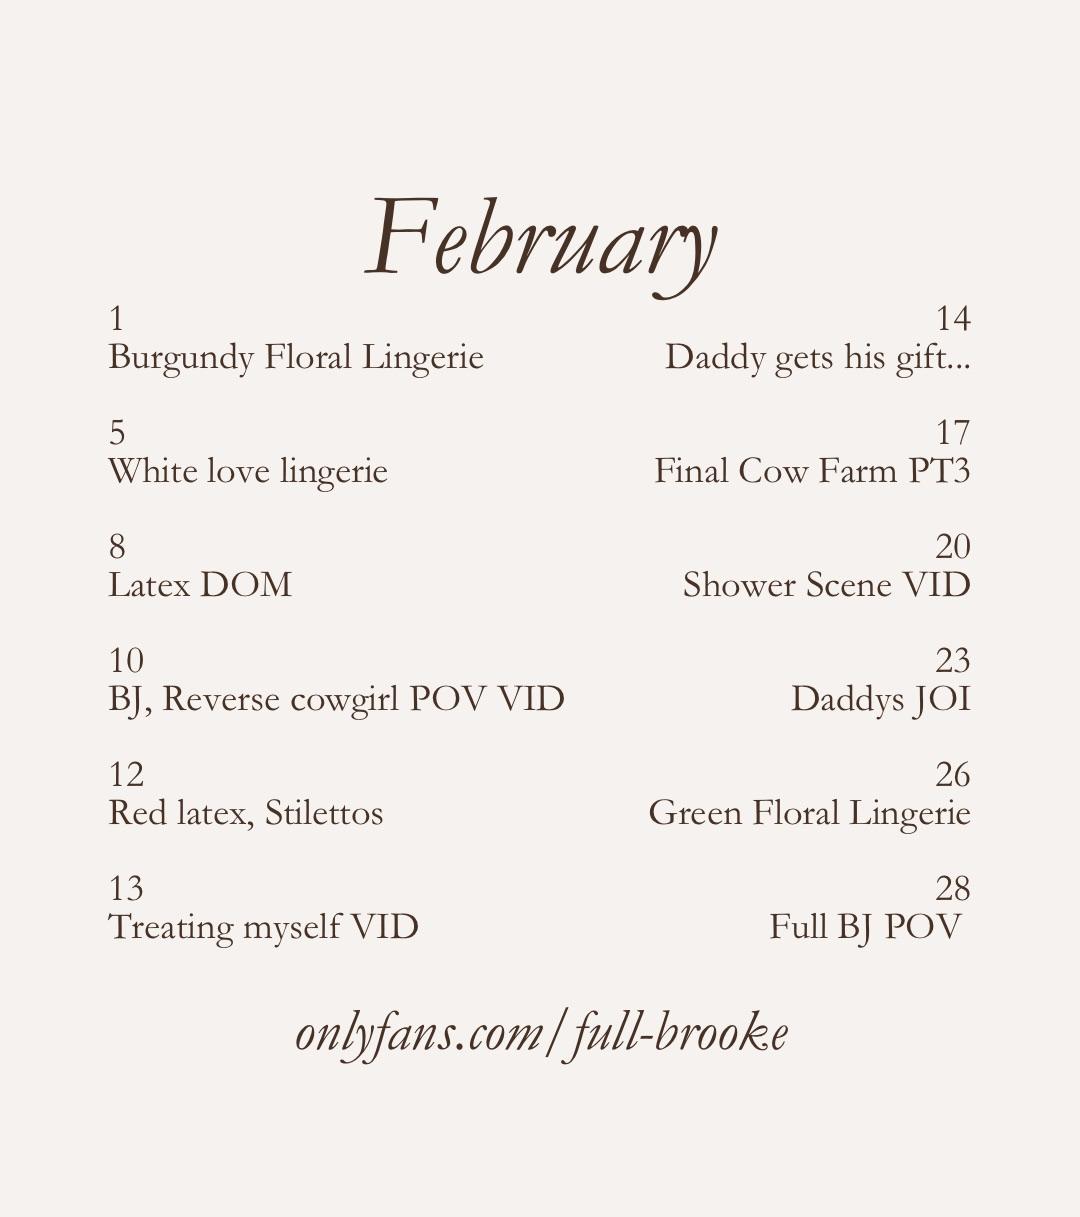 February
1
Burgundy Floral Lingerie
5
White love lingerie
8
Latex DOM
10
BJ, Reverse cowgirl POV VID
12
Red latex, Stilettos
13
Treating myself VID
14
Daddy gets his gift...
17
Final Cow Farm PT3
20
Shower Scene VID
23
Daddys JOI
26
Green Floral Lingerie
28
Full BJ POV
onlyfans.com/full-brooke